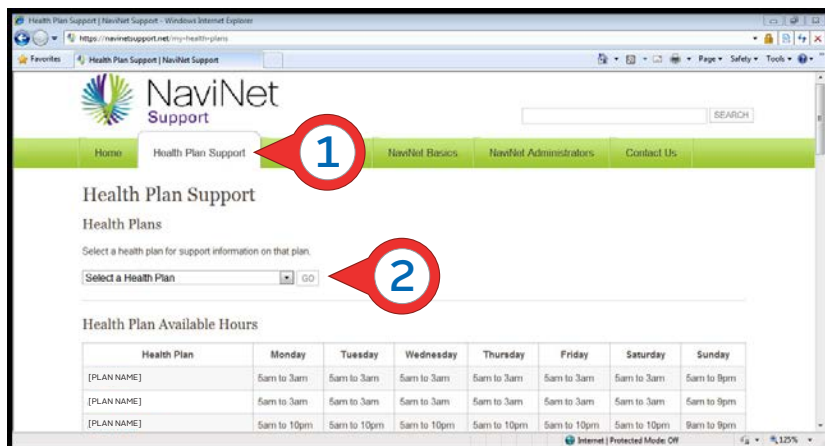 Health Plan Support | NaviNet Support - Windows Internet Explorer
https://navinetsupport.net/my-health-plans
Favorites Health Plan Support | NaviNet Support Page Safety Tools
NaviNet
Support
SEARCH
Home Health Plan Support 1 NaviNet Basics NaviNet Administrators Contact Us
Health Plan Support
Health Plans
Select a health plan for support information on that plan.
Select a Health Plan GO 2
Health Plan Available Hours
Health Plan Monday Tuesday Wednesday Thursday Friday Saturday Sunday
[PLAN NAME] 5am to 3am 5am to 3am 5am to 3am 5am to 3am 5am to 3am 5am to 3am 5am to 9pm
[PLAN NAME] 5am to 3am 5am to 3am 5am to 3am 5am to 3am 5am to 3am 5am to 3am 5am to 9pm
[PLAN NAME] 5am to 10pm 5am to 10pm 5am to 10pm 5am to 10pm 5am to 10pm 5am to 10pm 9am to 9pm
Internet | Protected Mode: Off 125%